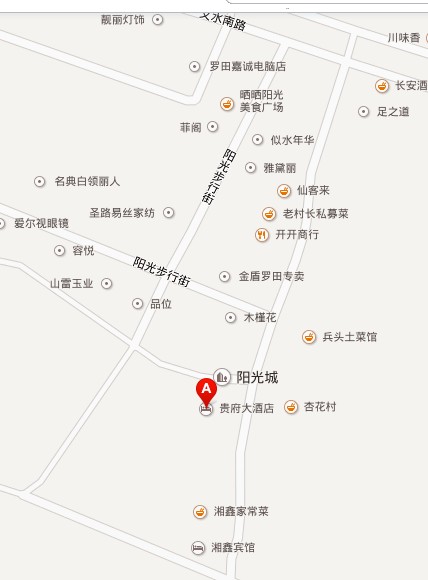 靓丽灯饰
义水南路
川味香
罗田嘉诚电脑店
长安酒
晒晒阳光
美食广场
足之道
菲阁
似水年华
阳光步行街
雅黛丽
名典白领丽人
仙客来
圣路易丝家纺
老村长私募菜
爱尔视眼镜
开开商行
容悦
阳光步行街
金盾罗田专卖
山雷玉业
品位
木槿花
兵头土菜馆
阳光城
A
贵府大酒店
杏花村
湘鑫家常菜
湘鑫宾馆